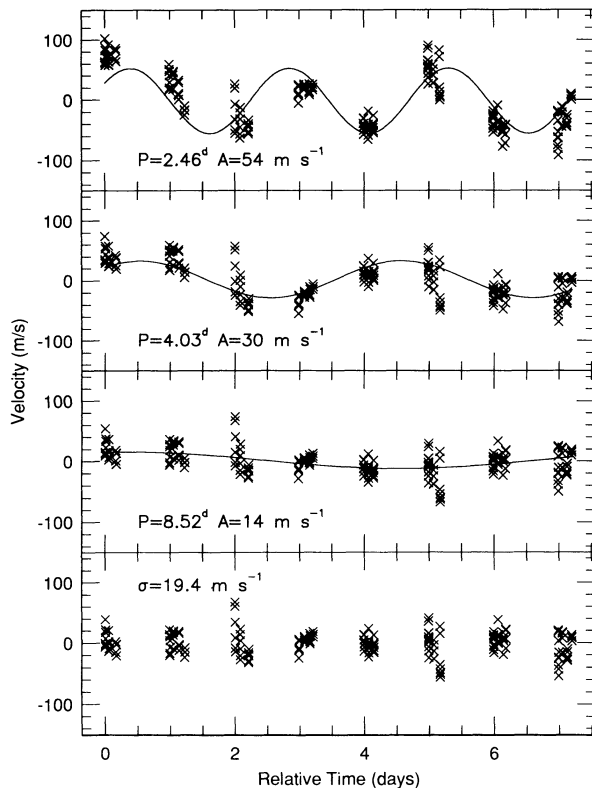 100
0
-100
P=2.46ᵈ A=54 m s⁻¹
100
0
-100
P=4.03ᵈ A=30 m s⁻¹
Velocity (m/s)
100
0
-100
P=8.52ᵈ A=14 m s⁻¹
σ=19.4 m s⁻¹
100
0
-100
0 2 4 6
Relative Time (days)